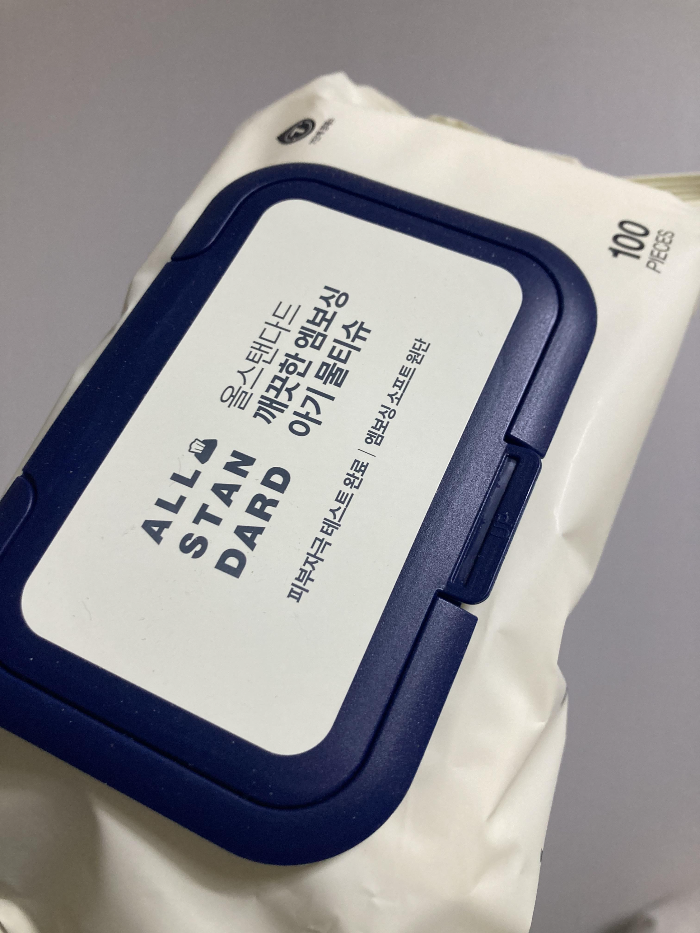 100
PIECES
ALL
STAN
DARD
올스탠다드
깨끗한 엠보싱
아기 물티슈
피부자극 테스트 완료 | 엠보싱 소프트 원단